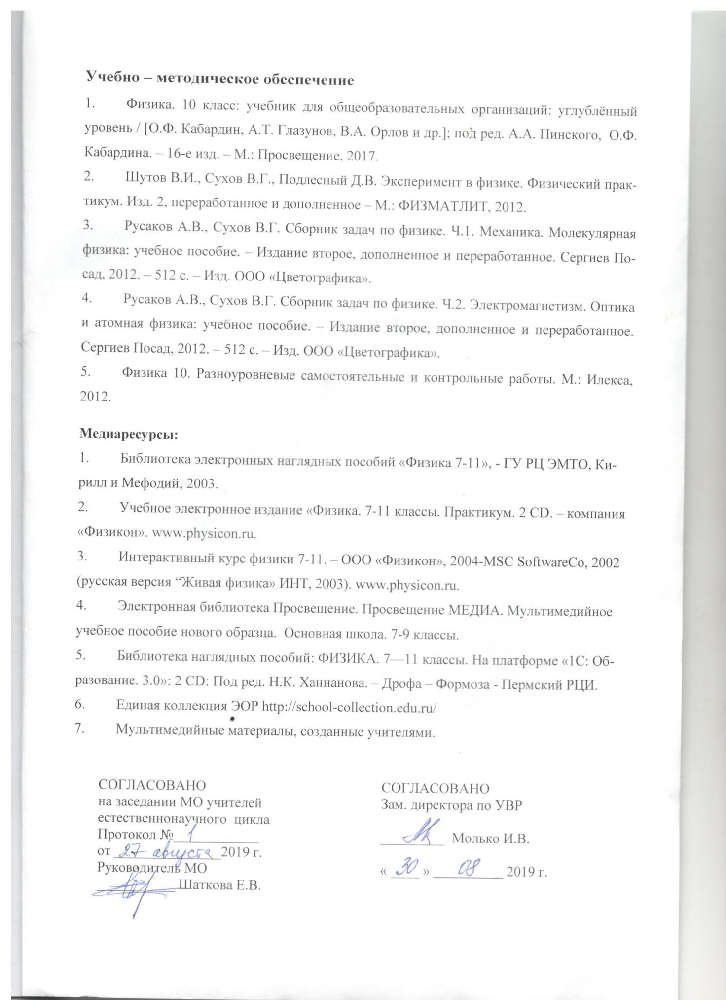 Учебно – методическое обеспечение
1. Физика. 10 класс: учебник для общеобразовательных организаций: углублённый
уровень / [О.Ф. Кабардин, А.Т. Глазунов, В.А. Орлов и др.]; под ред. А.А. Пинского, О.Ф.
Кабардина. – 16-е изд. – М.: Просвещение, 2017.
2. Шутов В.И., Сухов В.Г., Подлесный Д.В. Эксперимент в физике. Физический прак-
тикум. Изд. 2, переработанное и дополненное – М.: ФИЗМАТЛИТ, 2012.
3. Русаков А.В., Сухов В.Г. Сборник задач по физике. Ч.1. Механика. Молекулярная
физика: учебное пособие. – Издание второе, дополненное и переработанное. Сергиев По-
сад, 2012. – 512 с. – Изд. ООО «Цветографика».
4. Русаков А.В., Сухов В.Г. Сборник задач по физике. Ч.2. Электромагнетизм. Оптика
и атомная физика: учебное пособие. – Издание второе, дополненное и переработанное.
Сергиев Посад, 2012. – 512 с. – Изд. ООО «Цветографика».
5. Физика 10. Разноуровневые самостоятельные и контрольные работы. М.: Илекса,
2012.
Медиаресурсы:
1. Библиотека электронных наглядных пособий «Физика 7-11», - ГУ РЦ ЭМТО, Ки-
рилл и Мефодий, 2003.
2. Учебное электронное издание «Физика. 7-11 классы. Практикум. 2 CD. – компания
«Физикон». www.physicon.ru.
3. Интерактивный курс физики 7-11. – ООО «Физикон», 2004-MSC SoftwareCo, 2002
(русская версия “Живая физика» ИНТ, 2003). www.physicon.ru.
4. Электронная библиотека Просвещение. Просвещение МЕДИА. Мультимедийное
учебное пособие нового образца. Основная школа. 7-9 классы.
5. Библиотека наглядных пособий: ФИЗИКА. 7—11 классы. На платформе «1С: Об-
разование. 3.0»: 2 CD: Под ред. Н.К. Ханнанова. – Дрофа – Формоза - Пермский РЦИ.
6. Единая коллекция ЭОР http://school-collection.edu.ru/
7. Мультимедийные материалы, созданные учителями.
СОГЛАСОВАНО
на заседании МО учителей
естественнонаучного цикла
Протокол № 1
от 27 августа 2019 г.
Руководитель МО
Шаткова Е.В.
СОГЛАСОВАНО
Зам. директора по УВР
Молько И.В.
« 30 » 08 2019 г.